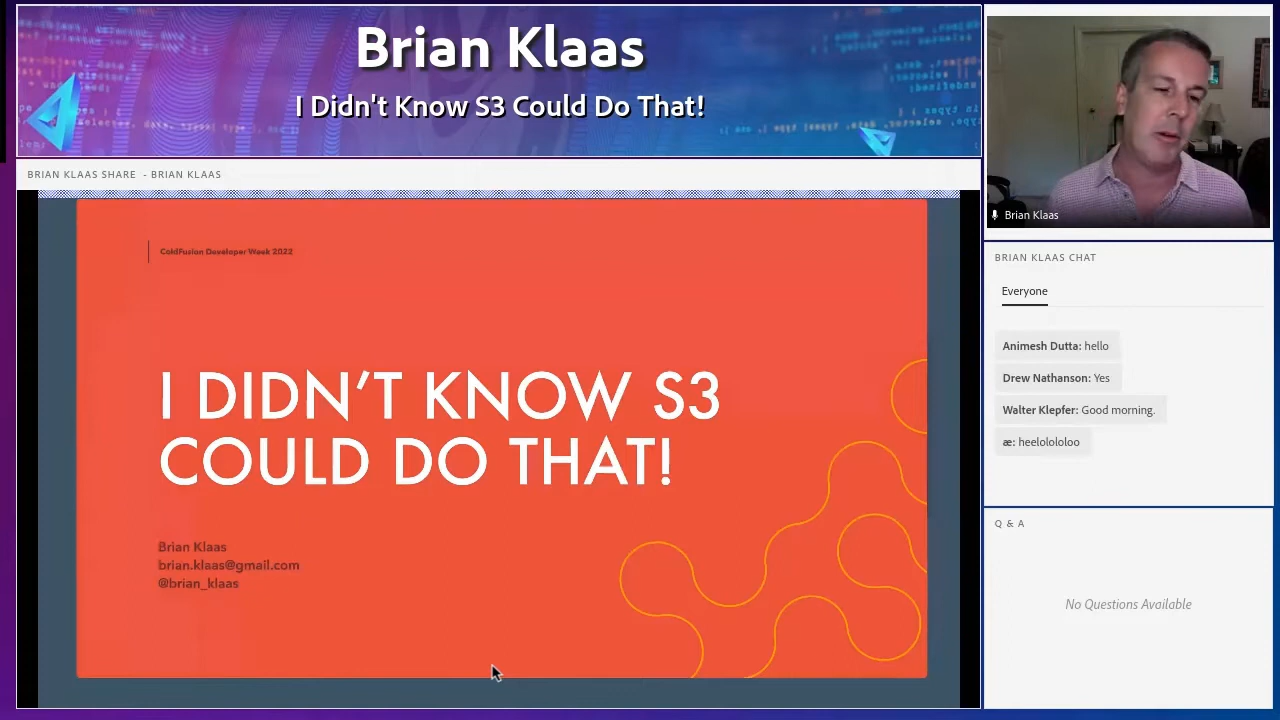 Brian Klaas
I Didn't Know S3 Could Do That!
BRIAN KLAAS SHARE - BRIAN KLAAS
ColdFusion Developer Week 2022
I DIDN'T KNOW S3
COULD DO THAT!
Brian Klaas
brian.klaas@gmail.com
@brian_klaas
Brian Klaas
BRIAN KLAAS CHAT
Everyone
Animesh Dutta: hello
Drew Nathanson: Yes
Walter Klepfer: Good morning.
æ: heelolololoo
Q & A
No Questions Available